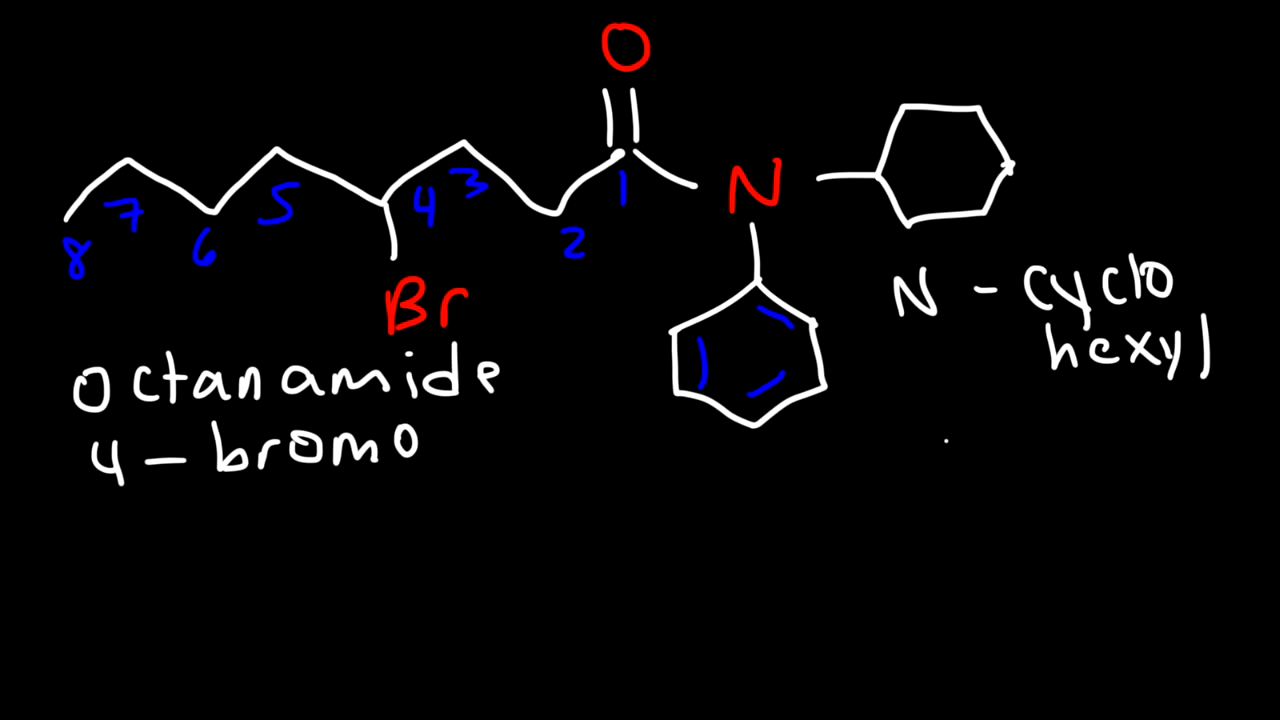 O
N
Br
8 7 6 5 4 3 2 1
N - cyclo
hexyl
octanamide
4 - bromo